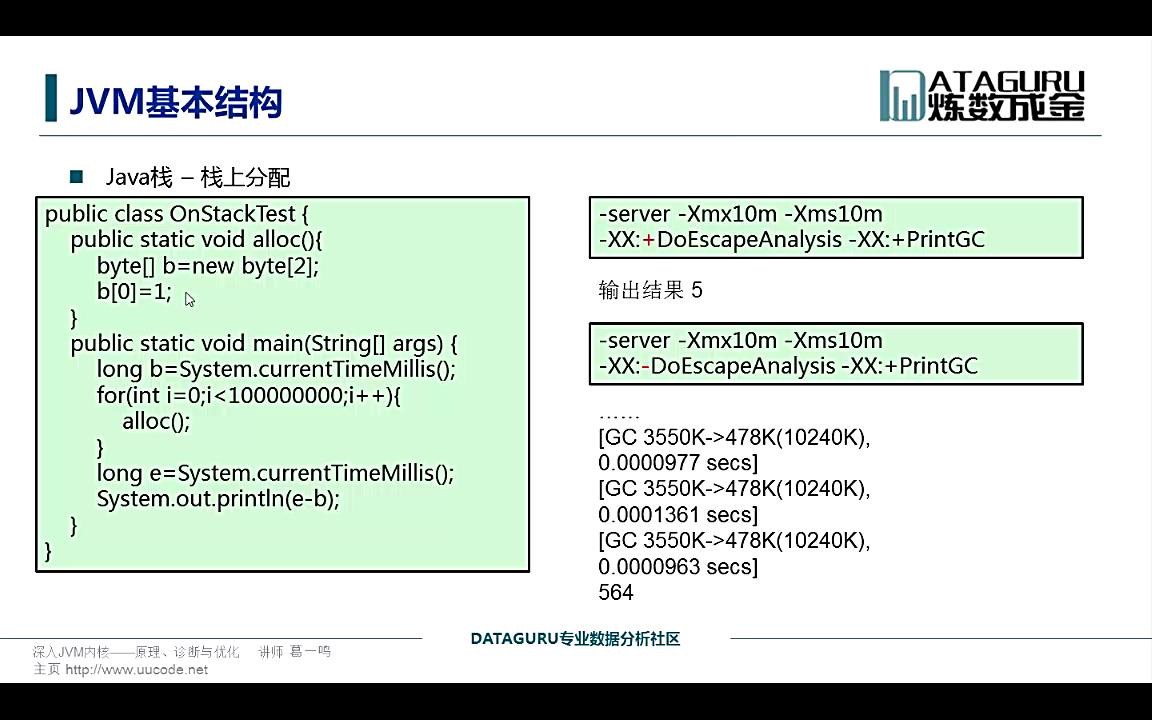 JVM基本结构
DATAGURU
炼数成金
Java栈 – 栈上分配
public class OnStackTest {
public static void alloc(){
byte[] b=new byte[2];
b[0]=1;
}
public static void main(String[] args) {
long b=System.currentTimeMillis();
for(int i=0;i<100000000;i++){
alloc();
}
long e=System.currentTimeMillis();
System.out.println(e-b);
}
}
-server -Xmx10m -Xms10m
-XX:+DoEscapeAnalysis -XX:+PrintGC
输出结果 5
-server -Xmx10m -Xms10m
-XX:-DoEscapeAnalysis -XX:+PrintGC
……
[GC 3550K->478K(10240K),
0.0000977 secs]
[GC 3550K->478K(10240K),
0.0001361 secs]
[GC 3550K->478K(10240K),
0.0000963 secs]
564
DATAGURU专业数据分析社区
深入JVM内核——原理、诊断与优化 讲师 葛一鸣
主页 http://www.uucode.net